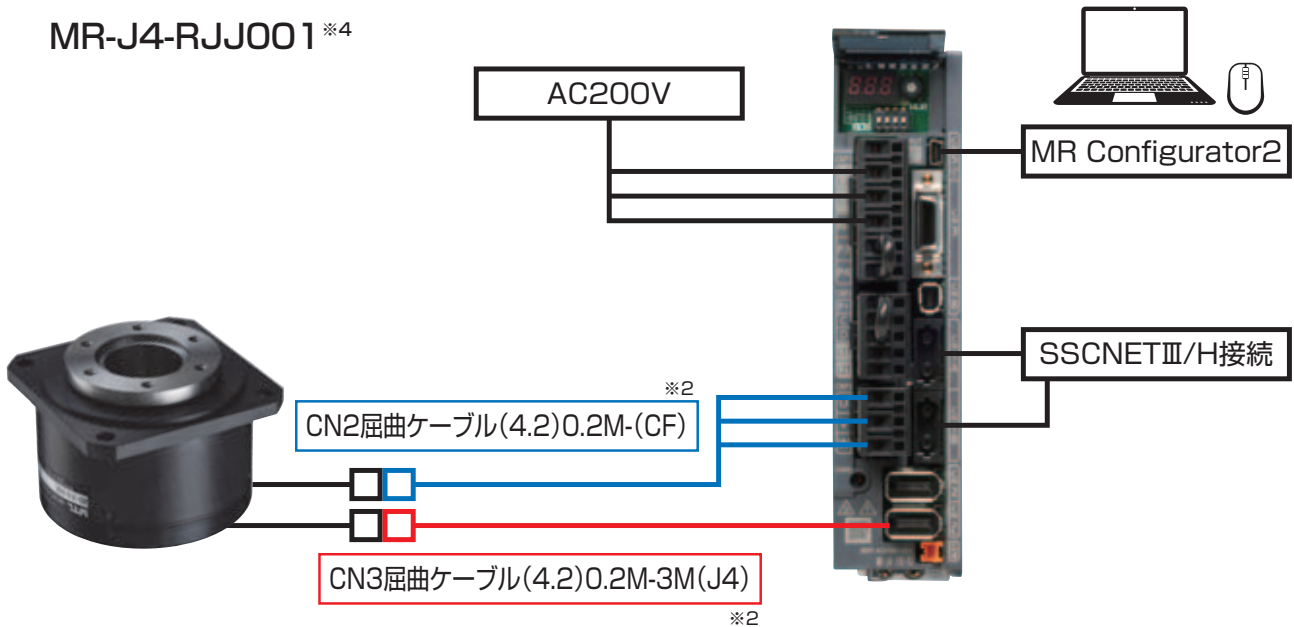 MR-J4-RJJ001※4
AC200V
MR Configurator2
SSCNETⅢ/H接続
※2
CN2屈曲ケーブル(4.2)0.2M-(CF)
CN3屈曲ケーブル(4.2)0.2M-3M(J4)
※2